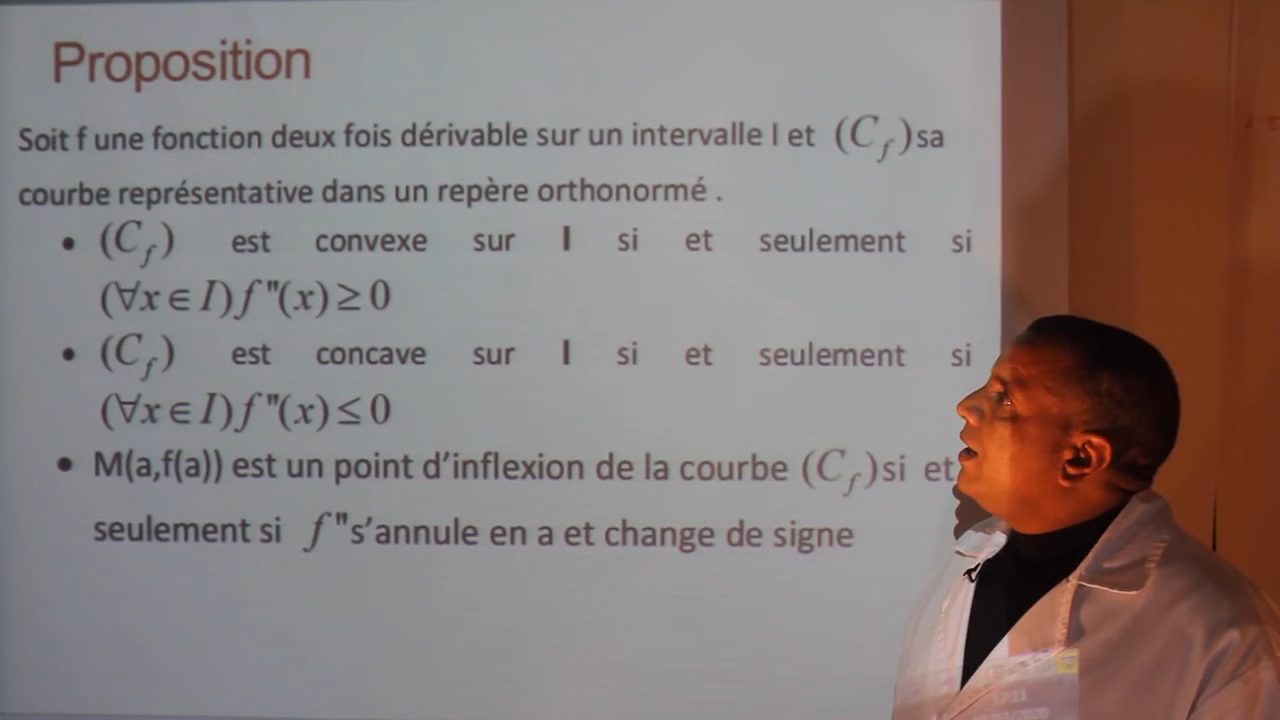 Proposition
Soit f une fonction deux fois dérivable sur un intervalle I et (C_f) sa
courbe représentative dans un repère orthonormé .
• (C_f) est convexe sur I si et seulement si
(∀x ∈ I) f "(x) ≥ 0
• (C_f) est concave sur I si et seulement si
(∀x ∈ I) f "(x) ≤ 0
• M(a,f(a)) est un point d’inflexion de la courbe (C_f) si et
seulement si f " s’annule en a et change de signe
17:11